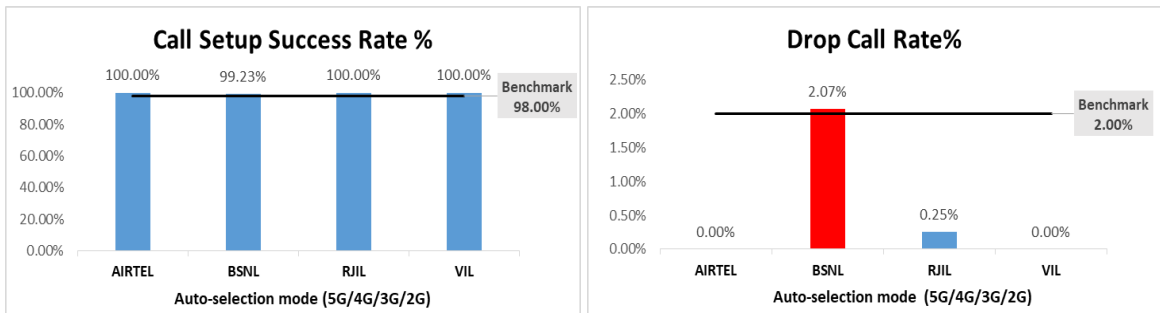 Call Setup Success Rate %
100.00%
99.23%
100.00%
100.00%
Benchmark
98.00%
100.00%
80.00%
60.00%
40.00%
20.00%
0.00%
AIRTEL
BSNL
RJIL
VIL
Auto-selection mode (5G/4G/3G/2G)
Drop Call Rate%
2.50%
2.00%
1.50%
1.00%
0.50%
0.00%
0.00%
2.07%
0.25%
0.00%
Benchmark
2.00%
AIRTEL
BSNL
RJIL
VIL
Auto-selection mode (5G/4G/3G/2G)